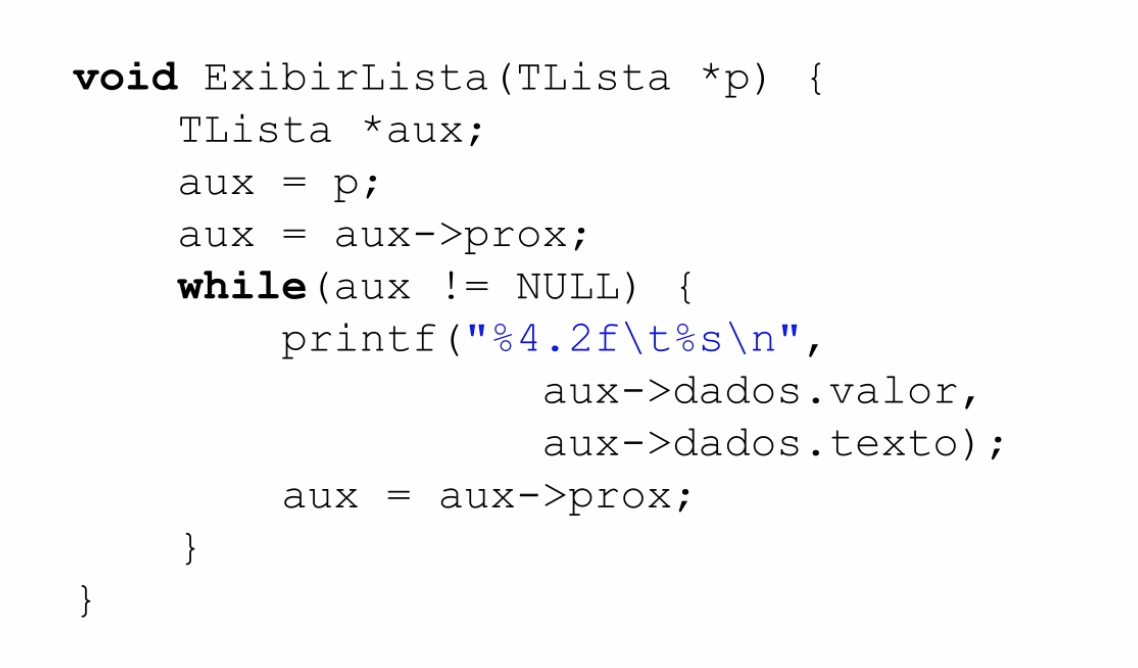 void ExibirLista(TLista *p) {
    TLista *aux;
    aux = p;
    aux = aux->prox;
    while(aux != NULL) {
        printf("%4.2f\t%s\n",
                  aux->dados.valor,
                  aux->dados.texto);
        aux = aux->prox;
    }
}